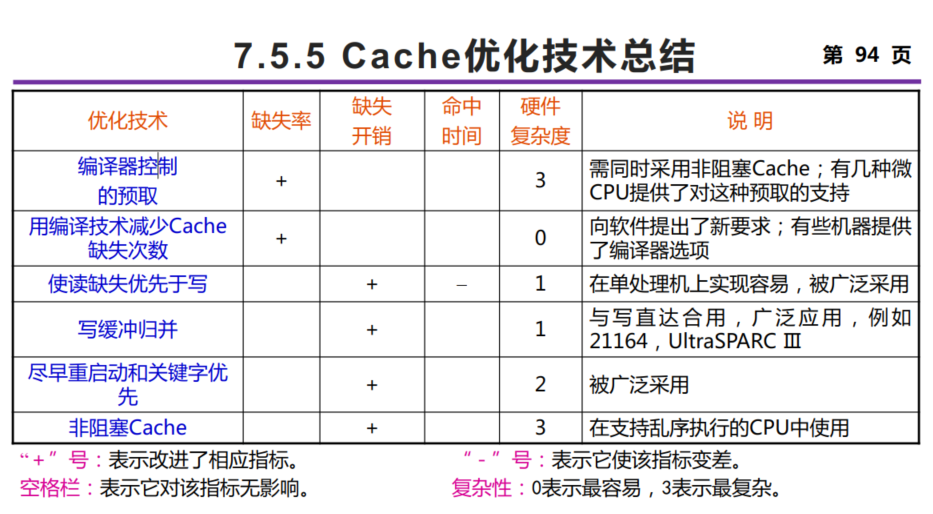 7.5.5 Cache优化技术总结
第 94 页
优化技术 缺失率 缺失开销 命中时间 硬件复杂度 说 明
编译器控制的预取 + 3 需同时采用非阻塞Cache；有几种微CPU提供了对这种预取的支持
用编译技术减少Cache缺失次数 + 0 向软件提出了新要求；有些机器提供了编译器选项
使读缺失优先于写 + – 1 在单处理机上实现容易，被广泛采用
写缓冲归并 + 1 与写直达合用，广泛应用，例如21164，UltraSPARC Ⅲ
尽早重启动和关键字优先 + 2 被广泛采用
非阻塞Cache + 3 在支持乱序执行的CPU中使用
“+”号：表示改进了相应指标。 “-”号：表示它使该指标变差。
空格栏：表示它对该指标无影响。 复杂性：0表示最容易，3表示最复杂。